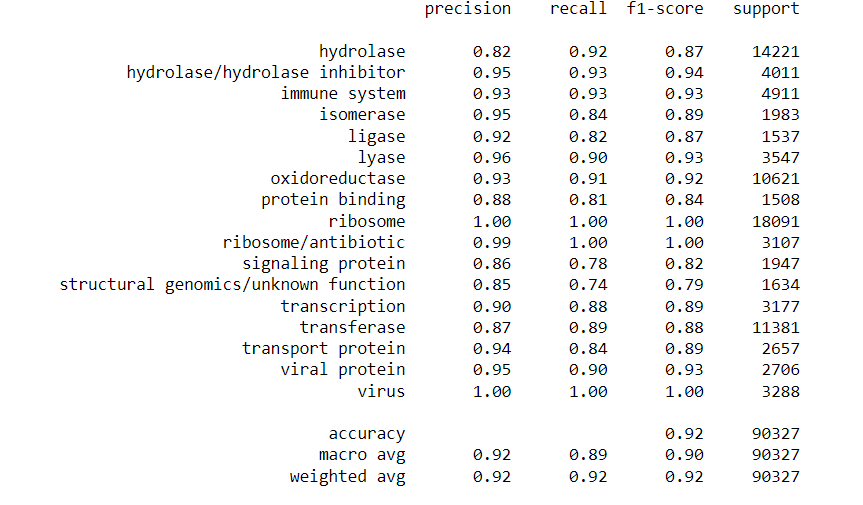 precision recall f1-score support
hydrolase 0.82 0.92 0.87 14221
hydrolase/hydrolase inhibitor 0.95 0.93 0.94 4011
immune system 0.93 0.93 0.93 4911
isomerase 0.95 0.84 0.89 1983
ligase 0.92 0.82 0.87 1537
lyase 0.96 0.90 0.93 3547
oxidoreductase 0.93 0.91 0.92 10621
protein binding 0.88 0.81 0.84 1508
ribosome 1.00 1.00 1.00 18091
ribosome/antibiotic 0.99 1.00 1.00 3107
signaling protein 0.86 0.78 0.82 1947
structural genomics/unknown function 0.85 0.74 0.79 1634
transcription 0.90 0.88 0.89 3177
transferase 0.87 0.89 0.88 11381
transport protein 0.94 0.84 0.89 2657
viral protein 0.95 0.90 0.93 2706
virus 1.00 1.00 1.00 3288
accuracy 0.92 90327
macro avg 0.92 0.89 0.90 90327
weighted avg 0.92 0.92 0.92 90327